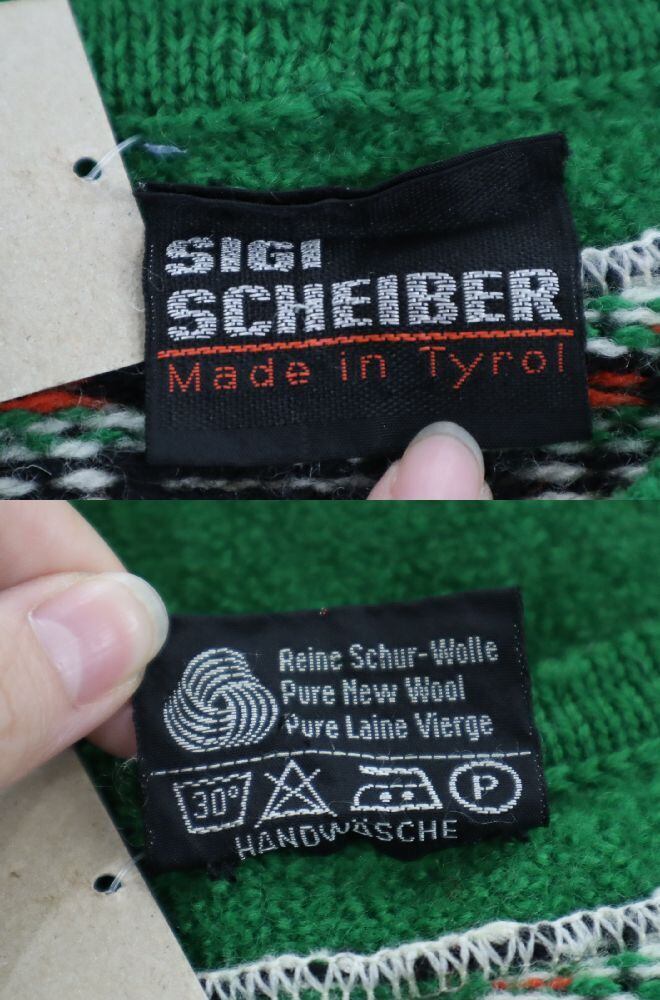 SIGI
SCHEIBER
Made in Tyrol
Reine Schur-Wolle
Pure New Wool
Pure Laine Vierge
30° P
HANDWÄSCHE